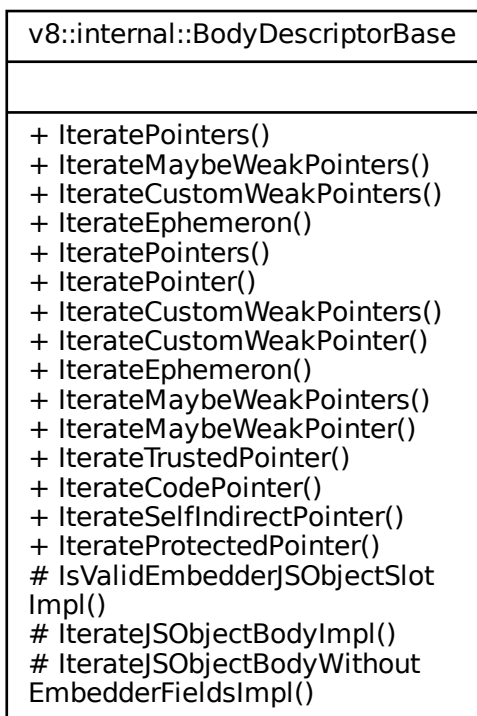 v8::internal::BodyDescriptorBase
+ IteratePointers()
+ IterateMaybeWeakPointers()
+ IterateCustomWeakPointers()
+ IterateEphemeron()
+ IteratePointers()
+ IteratePointer()
+ IterateCustomWeakPointers()
+ IterateCustomWeakPointer()
+ IterateEphemeron()
+ IterateMaybeWeakPointers()
+ IterateMaybeWeakPointer()
+ IterateTrustedPointer()
+ IterateCodePointer()
+ IterateSelfIndirectPointer()
+ IterateProtectedPointer()
# IsValidEmbedderJSObjectSlot
Impl()
# IterateJSObjectBodyImpl()
# IterateJSObjectBodyWithout
EmbedderFieldsImpl()